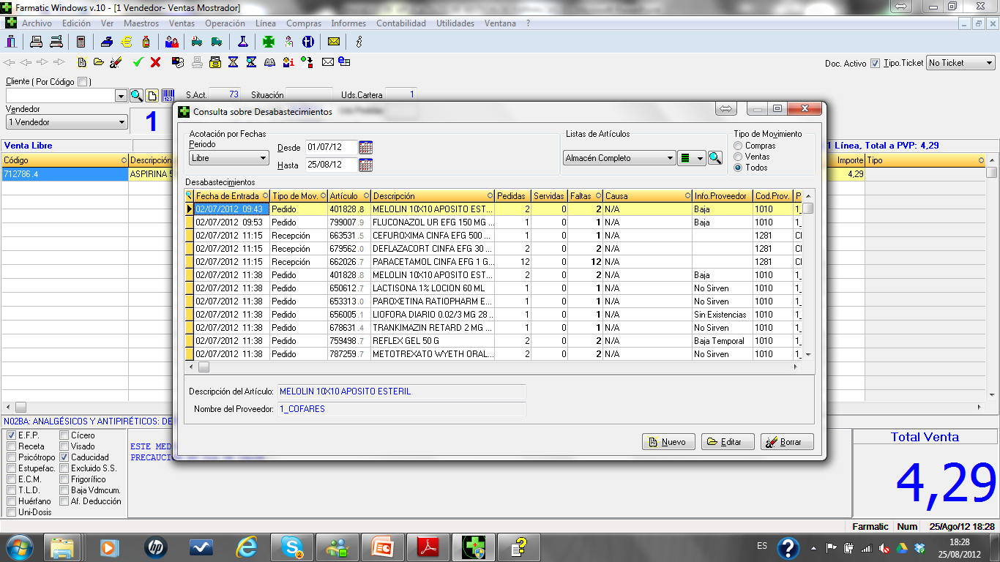 Farmatic Windows v.10 - [1 Vendedor- Ventas Mostrador]
Archivo Edición Ver Maestros Ventas Operación Línea Compras Informes Contabilidad Utilidades Ventana ?
Doc. Activo Tipo.Ticket No Ticket
Cliente ( Por Código )
S.Act. 73 Situación Uds.Cartera 1
Vendedor
1 Vendedor 1
Venta Libre 1 Línea, Total a PVP: 4,29
Código Descripción Importe Tipo
712786.4 ASPIRINA 5 4,29
Consulta sobre Desabastecimientos
Acotación por Fechas
Periodo
Libre
Desde 01/07/12
Hasta 25/08/12
Listas de Artículos
Almacén Completo
Tipo de Movimiento
Compras
Ventas
Todos
Desabastecimientos
Fecha de Entrada Tipo de Mov. Artículo Descripción Pedidas Servidas Faltas Causa Info.Proveedor Cod.Prov. P
02/07/2012 09:43 Pedido 401828.8 MELOLIN 10X10 APOSITO EST... 2 0 2 N/A Baja 1010 1_
02/07/2012 09:53 Pedido 799007.9 FLUCONAZOL UR EFG 150 MG ... 1 0 1 N/A Baja 1010 1_
02/07/2012 11:15 Recepción 663531.5 CEFUROXIMA CINFA EFG 500 ... 1 0 1 N/A 1281 CI
02/07/2012 11:15 Recepción 679562.0 DEFLAZACORT CINFA EFG 30 ... 2 0 2 N/A 1281 CI
02/07/2012 11:15 Recepción 662026.7 PARACETAMOL CINFA EFG 1 G... 12 0 12 N/A 1281 CI
02/07/2012 11:38 Pedido 401828.8 MELOLIN 10X10 APOSITO EST... 2 0 2 N/A Baja 1010 1_
02/07/2012 11:38 Pedido 650612.7 LACTISONA 1% LOCION 60 ML 1 0 1 N/A No Sirven 1010 1_
02/07/2012 11:38 Pedido 653313.0 PAROXETINA RATIOPHARM E... 1 0 1 N/A No Sirven 1010 1_
02/07/2012 11:38 Pedido 656005.1 LIOFORA DIARIO 0.02/3 MG 28 ... 1 0 1 N/A Sin Existencias 1010 1_
02/07/2012 11:38 Pedido 678631.4 TRANKIMAZIN RETARD 2 MG ... 1 0 1 N/A No Sirven 1010 1_
02/07/2012 11:38 Pedido 759498.7 REFLEX GEL 50 G 2 0 2 N/A Baja Temporal 1010 1_
02/07/2012 11:38 Pedido 787259.7 METOTREXATO WYETH ORAL... 2 0 2 N/A No Sirven 1010 1_
Descripción del Artículo: MELOLIN 10X10 APOSITO ESTERIL
Nombre del Proveedor: 1_COFARES
Nuevo Editar Borrar
N02BA: ANALGÉSICOS Y ANTIPIRÉTICOS: DE
E.F.P. Cícero
Receta Visado
Psicótropo Caducidad
Estupefac. Excluido S.S.
E.C.M. Frigorífico
T.L.D. Baja Vdmcum.
Huérfano Af. Deducción
Uni-Dosis
ESTE MED
Total Venta
4,29
Farmatic Num 25/Ago/12 18:28
ES 18:28
25/08/2012